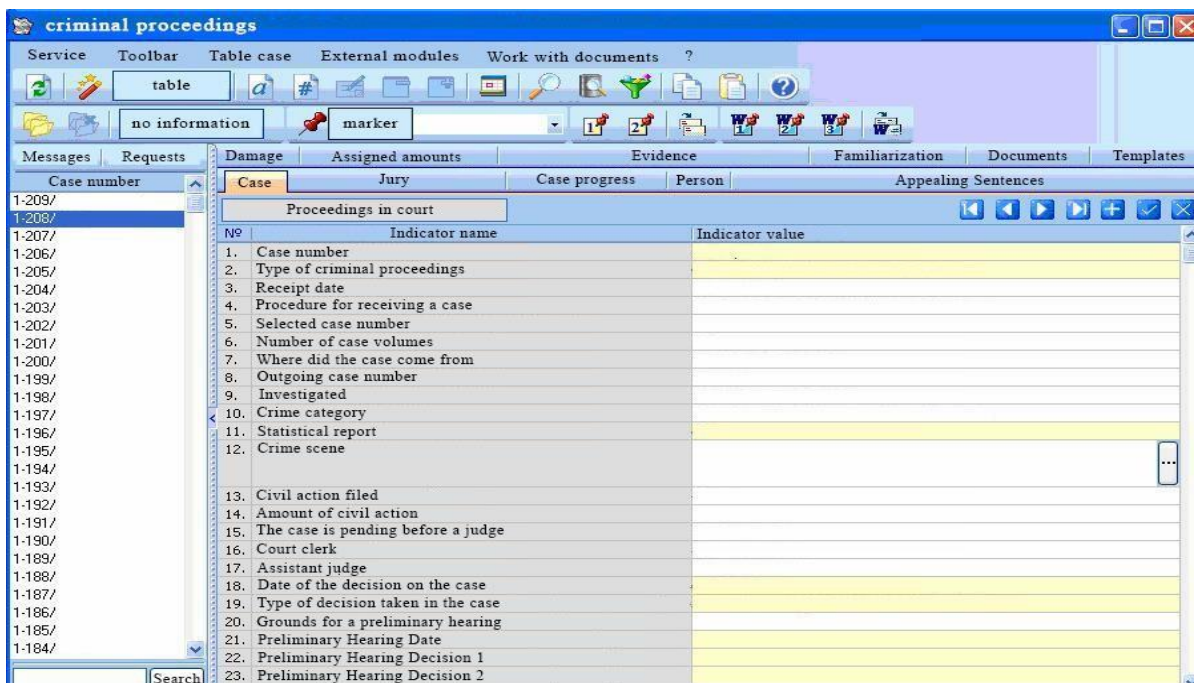 criminal proceedings
Service Toolbar Table case External modules Work with documents ?
table a #
no information marker 1 2 W 1 W 2 W 3 W
Messages Requests Damage Assigned amounts Evidence Familiarization Documents Templates
Case number Case Jury Case progress Person Appealing Sentences
Proceedings in court
№ Indicator name Indicator value
1-209/
1-208/
1-207/
1-206/
1-205/
1-204/
1-203/
1-202/
1-201/
1-200/
1-199/
1-198/
1-197/
1-196/
1-195/
1-194/
1-193/
1-192/
1-191/
1-190/
1-189/
1-188/
1-187/
1-186/
1-185/
1-184/
Search
1. Case number
2. Type of criminal proceedings
3. Receipt date
4. Procedure for receiving a case
5. Selected case number
6. Number of case volumes
7. Where did the case come from
8. Outgoing case number
9. Investigated
10. Crime category
11. Statistical report
12. Crime scene ...
13. Civil action filed
14. Amount of civil action
15. The case is pending before a judge
16. Court clerk
17. Assistant judge
18. Date of the decision on the case
19. Type of decision taken in the case
20. Grounds for a preliminary hearing
21. Preliminary Hearing Date
22. Preliminary Hearing Decision 1
23. Preliminary Hearing Decision 2